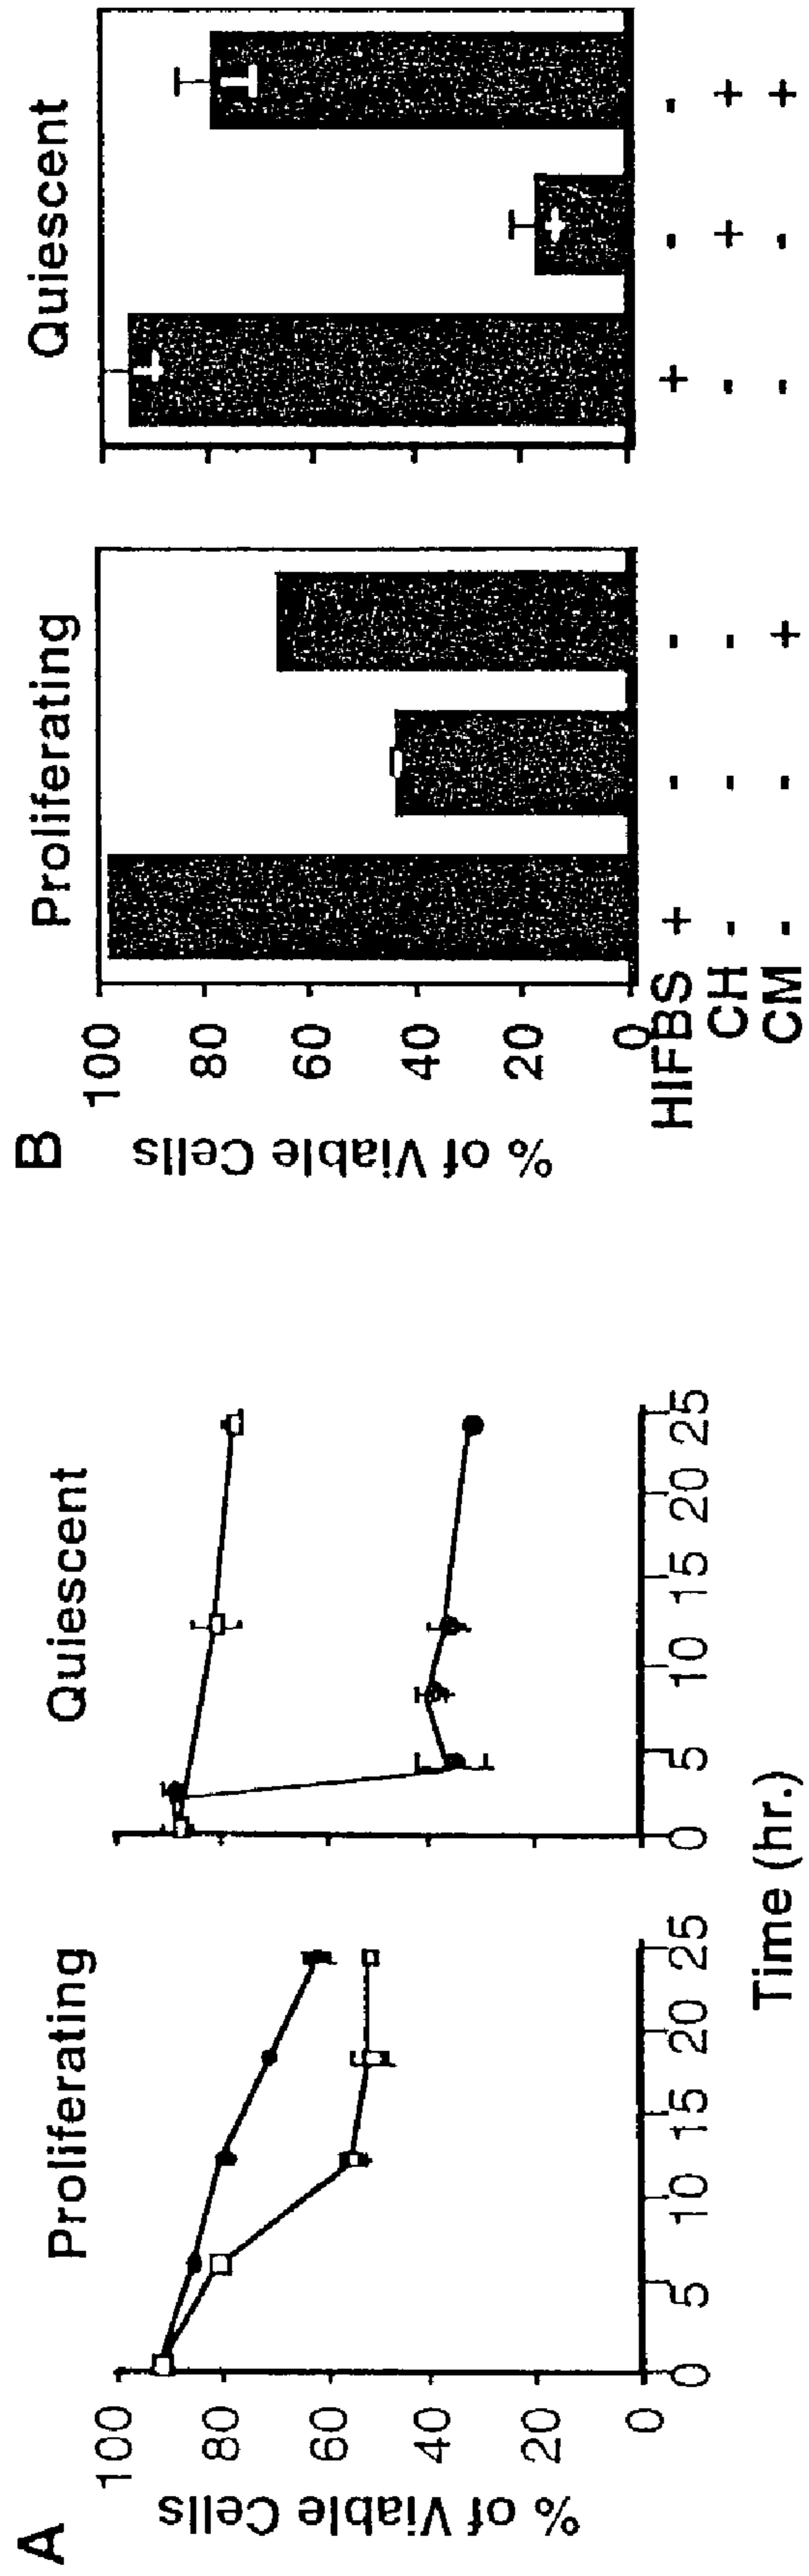 A
Proliferating
Quiescent
% of Viable Cells
100
80
60
40
20
0
0 5 10 15 20 25
0 5 10 15 20 25
Time (hr.)
B
Proliferating
Quiescent
% of Viable Cells
100
80
60
40
20
0
HIFBS + - - + - -
CH - - - - + +
CM - - + - - +